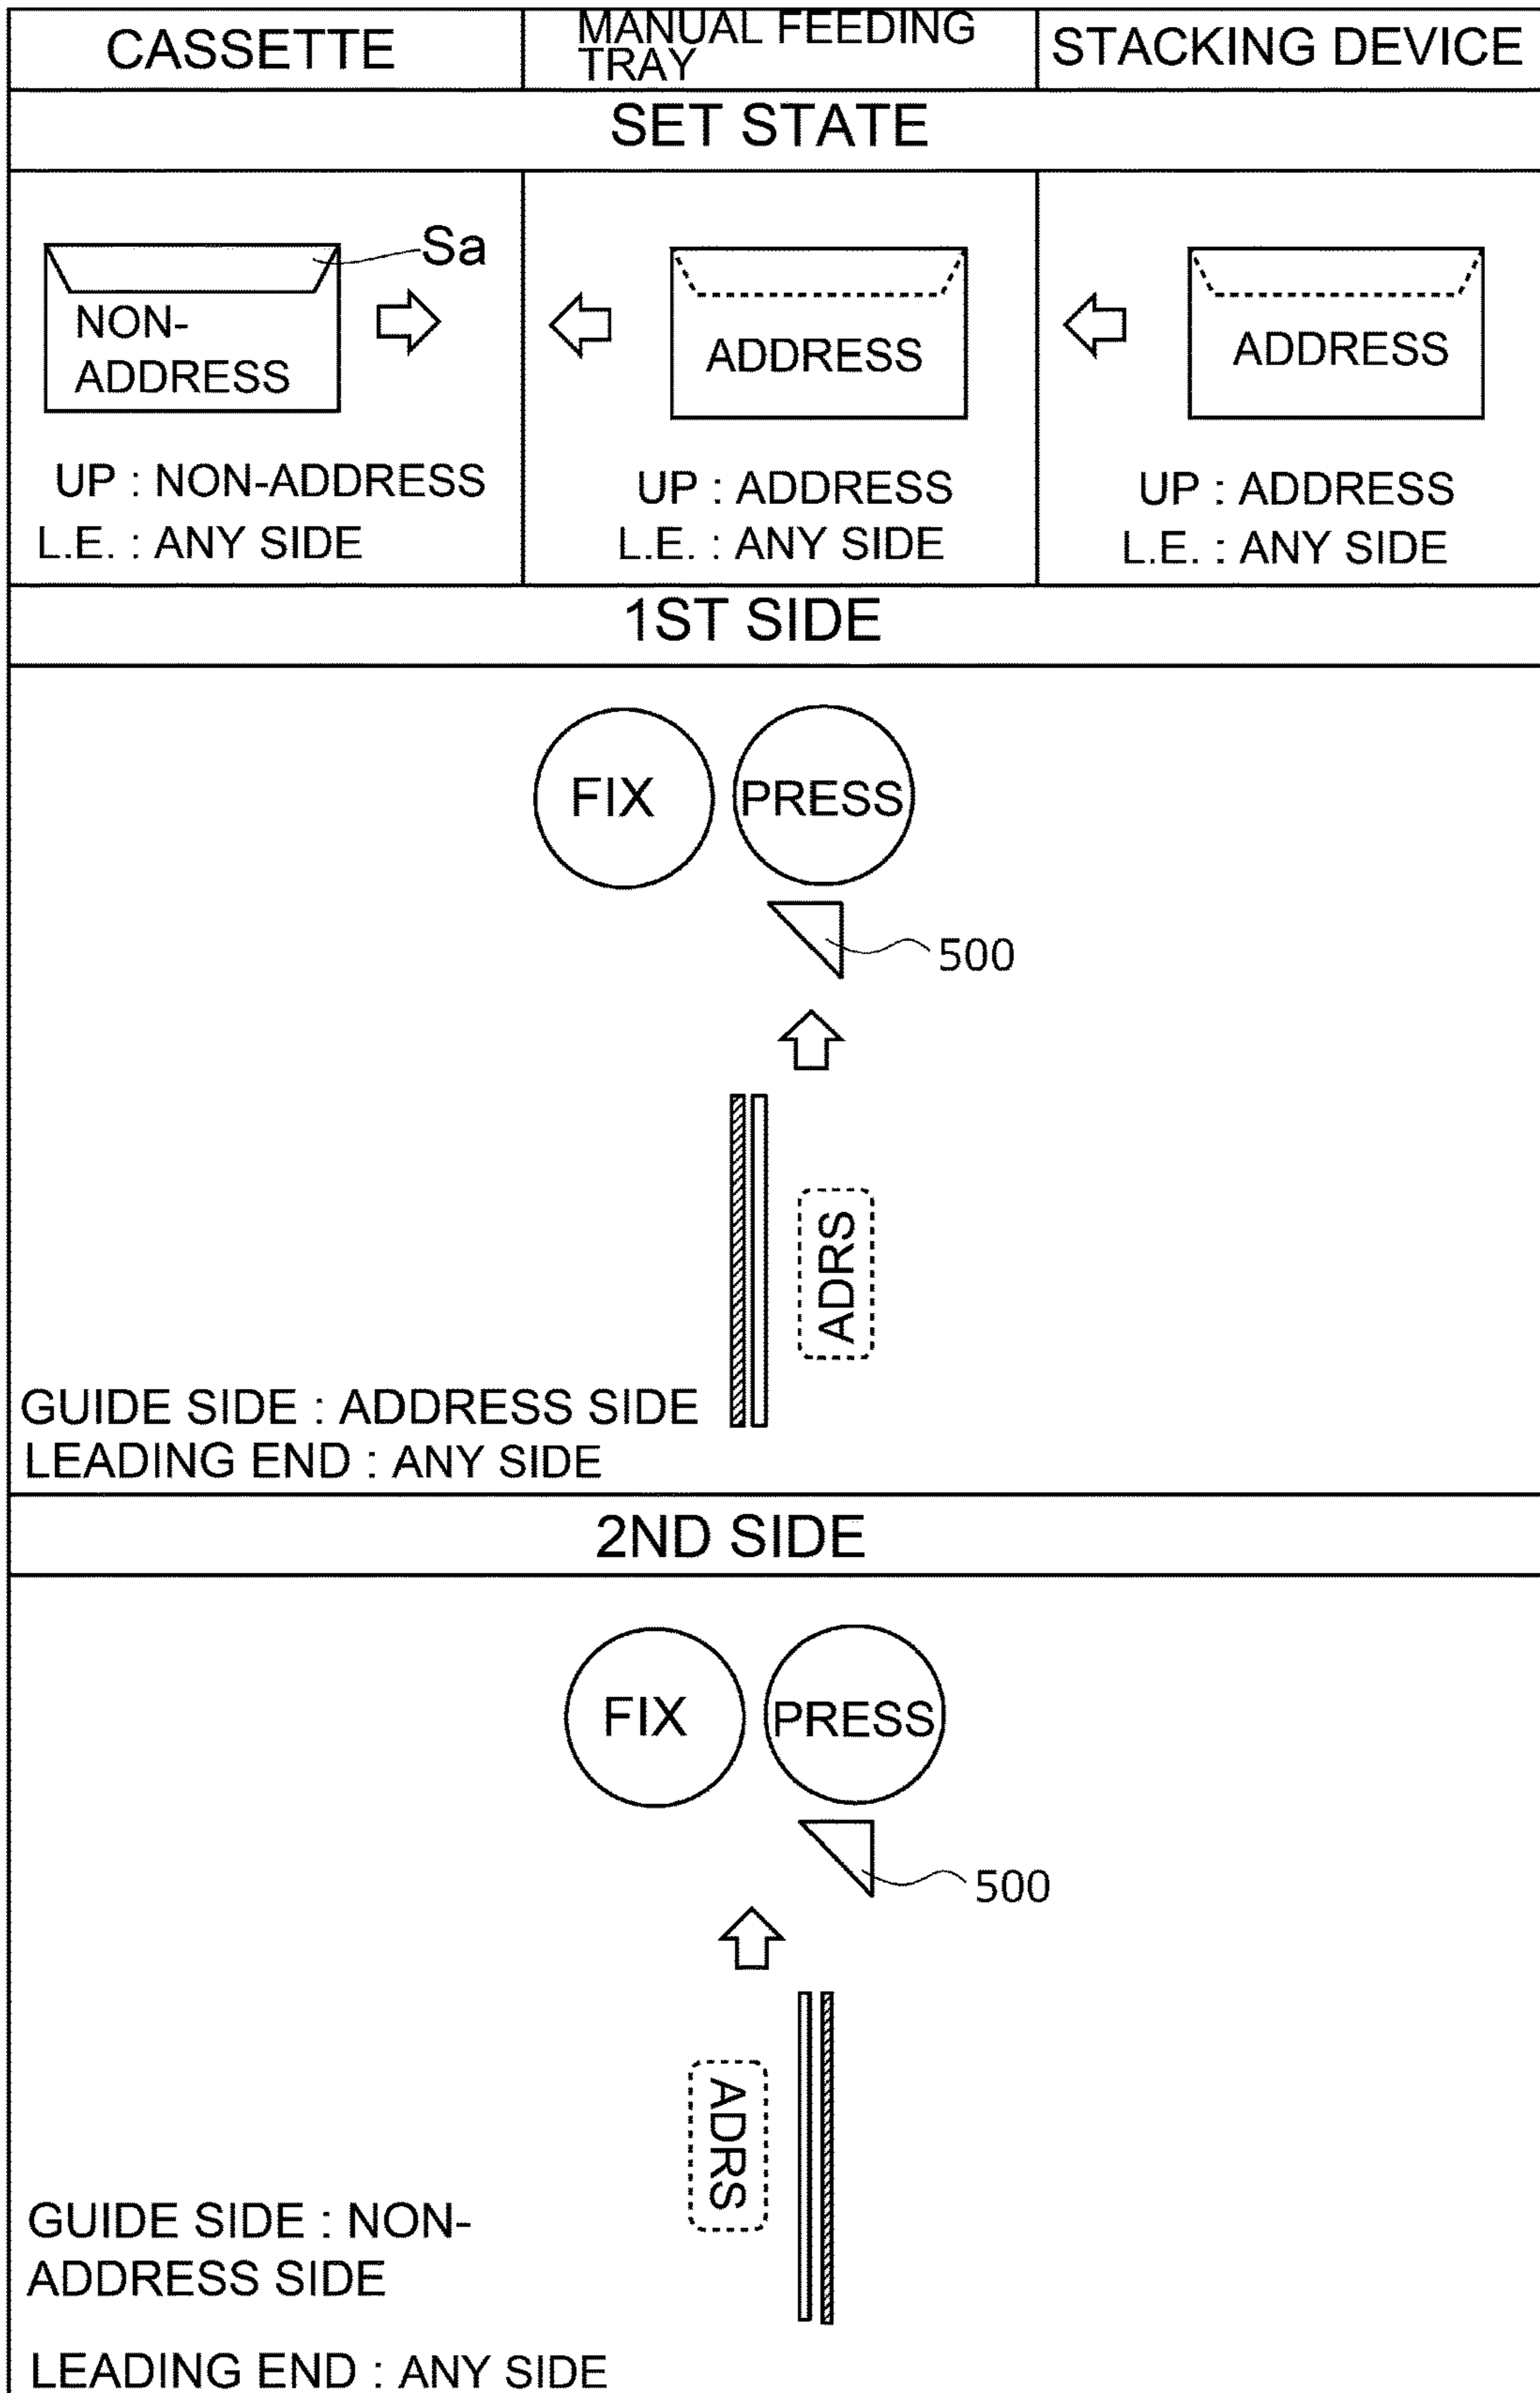 CASSETTE
MANUAL FEEDING
TRAY
STACKING DEVICE
SET STATE
Sa
NON-
ADDRESS
UP : NON-ADDRESS
L.E. : ANY SIDE
ADDRESS
UP : ADDRESS
L.E. : ANY SIDE
ADDRESS
UP : ADDRESS
L.E. : ANY SIDE
1ST SIDE
FIX
PRESS
500
ADRS
GUIDE SIDE : ADDRESS SIDE
LEADING END : ANY SIDE
2ND SIDE
FIX
PRESS
500
ADRS
GUIDE SIDE : NON-
ADDRESS SIDE
LEADING END : ANY SIDE